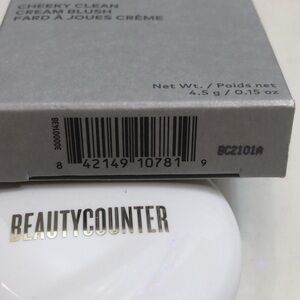 CHEEKY CLEAN
CREAM BLUSH
FARD À JOUES CRÈME
Net Wt. / Poids net
4.5 g / 0.15 oz
3000001438
BC2101A
8 42149 10781 9
BEAUTYCOUNTER